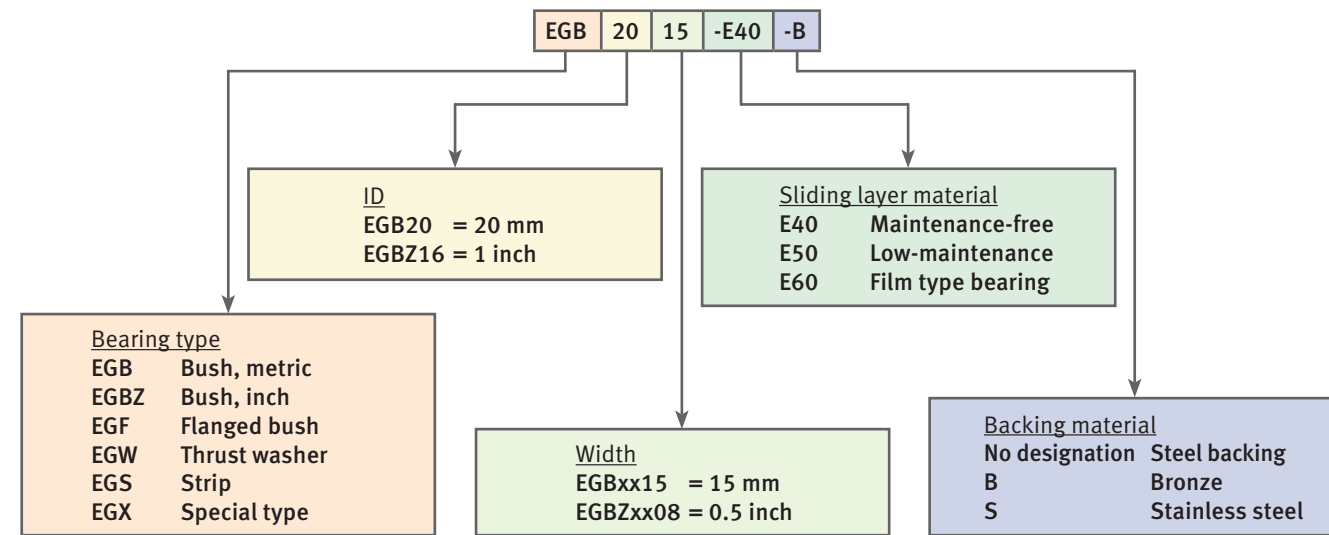 EGB 20 15 -E40 -B
ID
EGB20 = 20 mm
EGBZ16 = 1 inch
Sliding layer material
E40 Maintenance-free
E50 Low-maintenance
E60 Film type bearing
Bearing type
EGB Bush, metric
EGBZ Bush, inch
EGF Flanged bush
EGW Thrust washer
EGS Strip
EGX Special type
Width
EGBxx15 = 15 mm
EGBZxx08 = 0.5 inch
Backing material
No designation Steel backing
B Bronze
S Stainless steel